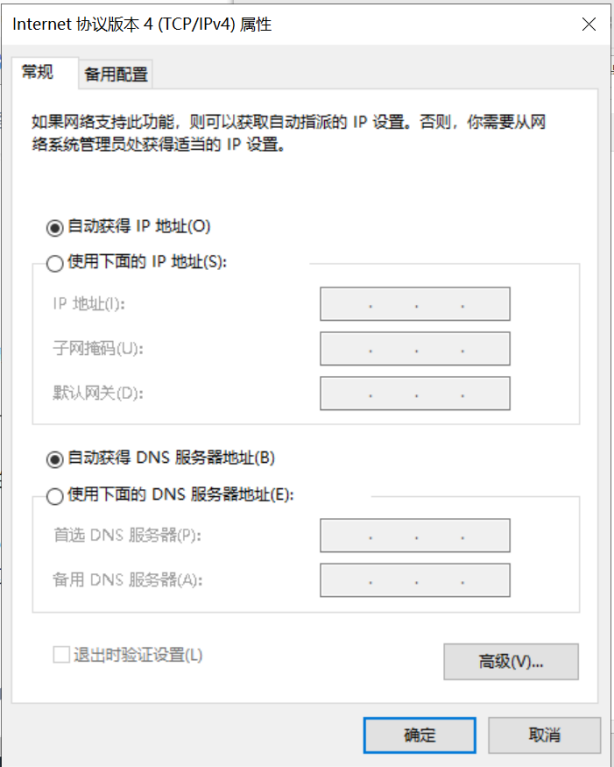 Internet 协议版本 4 (TCP/IPv4) 属性
常规
备用配置
如果网络支持此功能，则可以获取自动指派的 IP 设置。否则，你需要从网
络系统管理员处获得适当的 IP 设置。
自动获得 IP 地址(O)
使用下面的 IP 地址(S):
IP 地址(I):
子网掩码(U):
默认网关(D):
自动获得 DNS 服务器地址(B)
使用下面的 DNS 服务器地址(E):
首选 DNS 服务器(P):
备用 DNS 服务器(A):
退出时验证设置(L)
高级(V)...
确定
取消